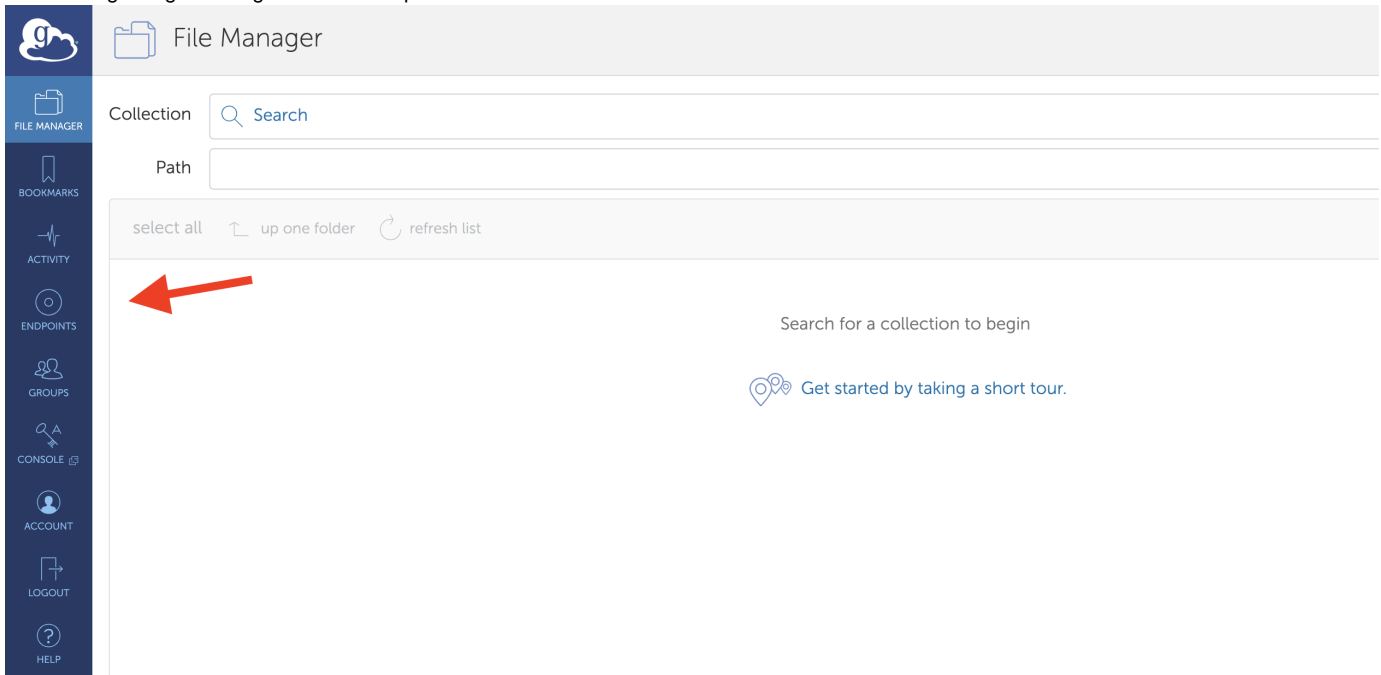 File Manager
FILE MANAGER
Collection
Search
Path
BOOKMARKS
select all
up one folder
refresh list
ACTIVITY
ENDPOINTS
Search for a collection to begin
GROUPS
Get started by taking a short tour.
CONSOLE
ACCOUNT
LOGOUT
HELP